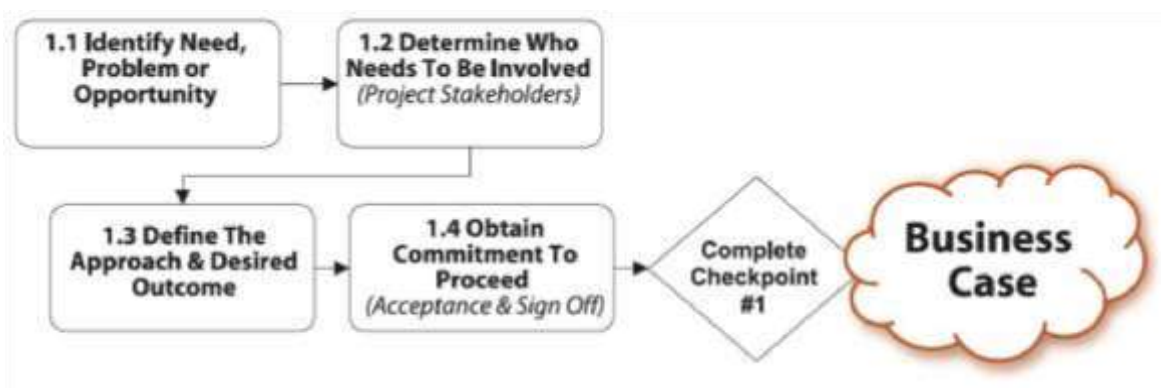 1.1 Identify Need,
Problem or
Opportunity
1.2 Determine Who
Needs To Be Involved
(Project Stakeholders)
1.3 Define The
Approach & Desired
Outcome
1.4 Obtain
Commitment To
Proceed
(Acceptance & Sign Off)
Complete
Checkpoint
#1
Business
Case